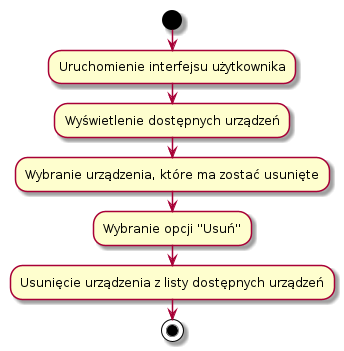 Uruchomienie interfejsu użytkownika
Wyświetlenie dostępnych urządzeń
Wybranie urządzenia, które ma zostać usunięte
Wybranie opcji "Usuń"
Usunięcie urządzenia z listy dostępnych urządzeń